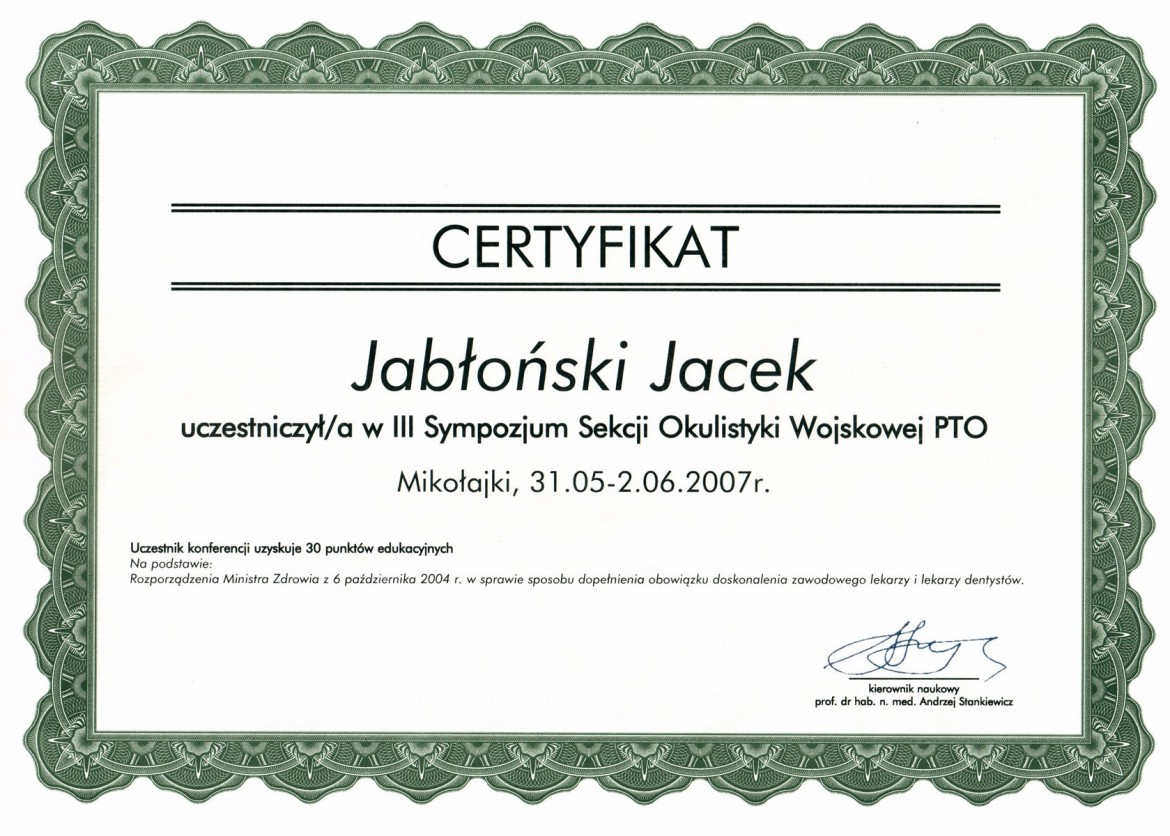 CERTYFIKAT
Jabłoński Jacek
uczestniczył/a w III Sympozjum Sekcji Okulistyki Wojskowej PTO
Mikołajki, 31.05-2.06.2007r.
Uczestnik konferencji uzyskuje 30 punktów edukacyjnych
Na podstawie:
Rozporządzenia Ministra Zdrowia z 6 października 2004 r. w sprawie sposobu dopełnienia obowiązku doskonalenia zawodowego lekarzy i lekarzy dentystów.
kierownik naukowy
prof. dr hab. n. med. Andrzej Stankiewicz